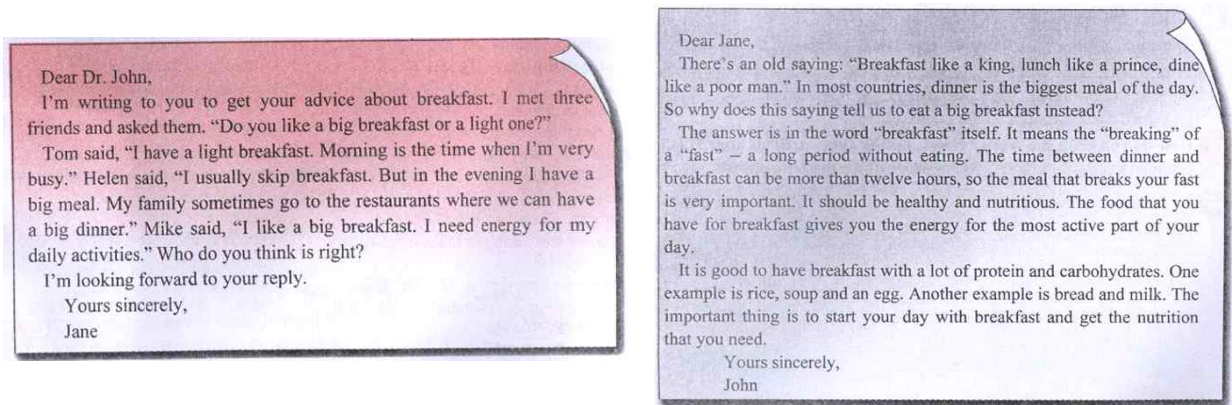 Dear Dr. John,
I'm writing to you to get your advice about breakfast. I met three
friends and asked them. “Do you like a big breakfast or a light one?”
Tom said, “I have a light breakfast. Morning is the time when I'm very
busy.” Helen said, “I usually skip breakfast. But in the evening I have a
big meal. My family sometimes go to the restaurants where we can have
a big dinner.” Mike said, “I like a big breakfast. I need energy for my
daily activities.” Who do you think is right?
I'm looking forward to your reply.
Yours sincerely,
Jane
Dear Jane,
There's an old saying: “Breakfast like a king, lunch like a prince, dine
like a poor man.” In most countries, dinner is the biggest meal of the day.
So why does this saying tell us to eat a big breakfast instead?
The answer is in the word “breakfast” itself. It means the “breaking” of
a “fast” – a long period without eating. The time between dinner and
breakfast can be more than twelve hours, so the meal that breaks your fast
is very important. It should be healthy and nutritious. The food that you
have for breakfast gives you the energy for the most active part of your
day.
It is good to have breakfast with a lot of protein and carbohydrates. One
example is rice, soup and an egg. Another example is bread and milk. The
important thing is to start your day with breakfast and get the nutrition
that you need.
Yours sincerely,
John